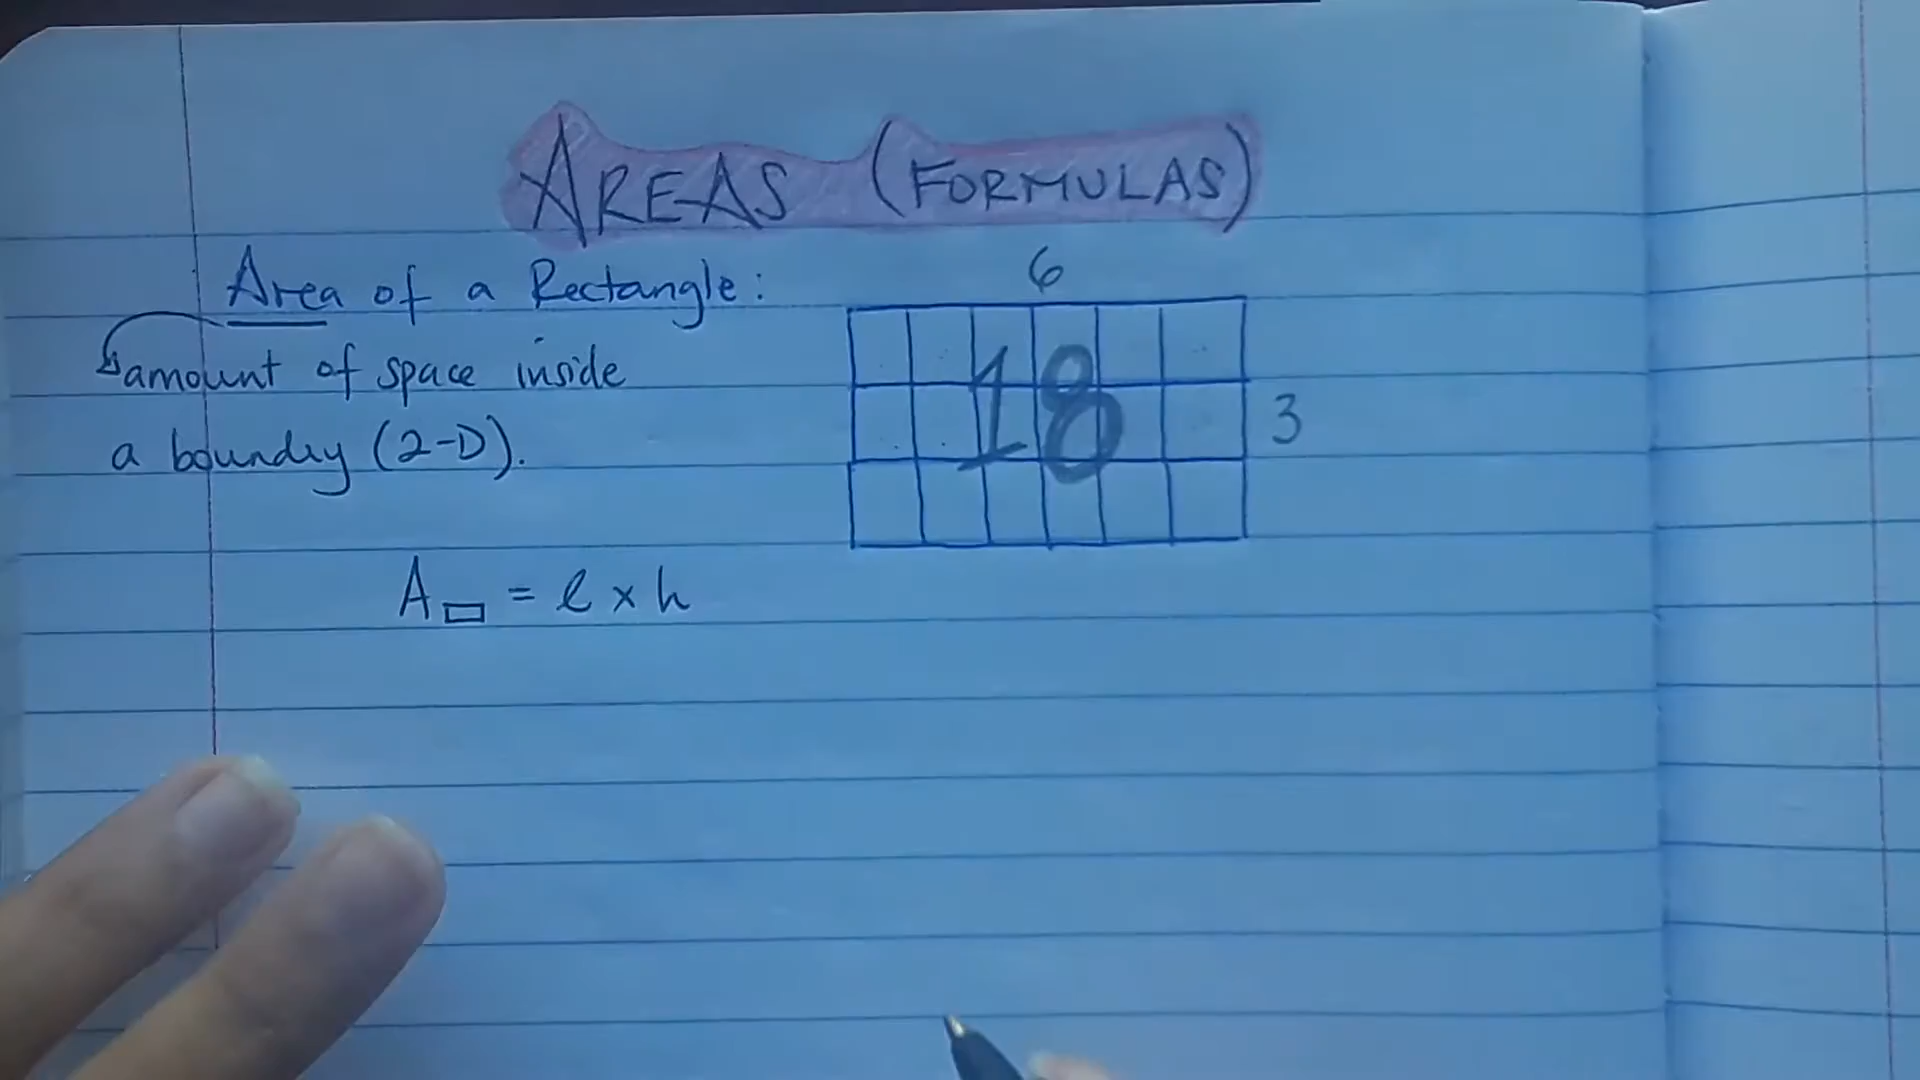 AREAS (FORMULAS)
Area of a Rectangle:
amount of space inside
a boundry (2-D).
6
18
3
A▭ = l x h